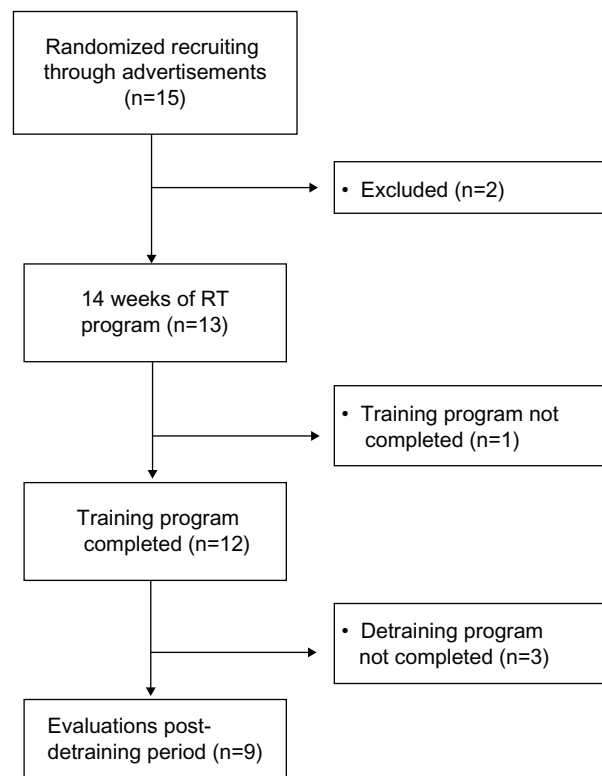 Randomized recruiting
through advertisements
(n=15)
• Excluded (n=2)
14 weeks of RT
program (n=13)
• Training program not
completed (n=1)
Training program
completed (n=12)
• Detraining program
not completed (n=3)
Evaluations post-
detraining period (n=9)